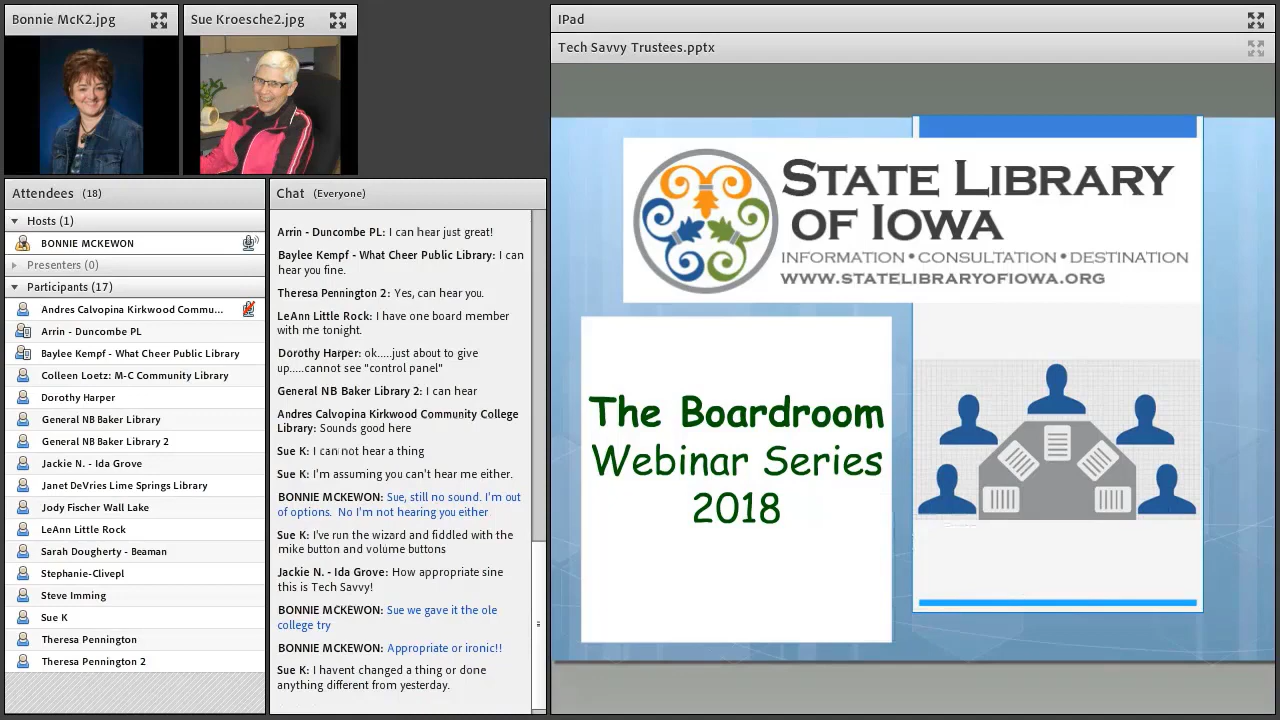 Bonnie McK2.jpg
Sue Kroesche2.jpg
Attendees (18)
Hosts (1)
BONNIE MCKEWON
Presenters (0)
Participants (17)
Andres Calvopina Kirkwood Commu...
Arrin - Duncombe PL
Baylee Kempf - What Cheer Public Library
Colleen Loetz: M-C Community Library
Dorothy Harper
General NB Baker Library
General NB Baker Library 2
Jackie N. - Ida Grove
Janet DeVries Lime Springs Library
Jody Fischer Wall Lake
LeAnn Little Rock
Sarah Dougherty - Beaman
Stephanie-Clivepl
Steve Imming
Sue K
Theresa Pennington
Theresa Pennington 2
Chat (Everyone)
Arrin - Duncombe PL: I can hear just great!
Baylee Kempf - What Cheer Public Library: I can
hear you fine.
Theresa Pennington 2: Yes, can hear you.
LeAnn Little Rock: I have one board member
with me tonight.
Dorothy Harper: ok.....just about to give
up.....cannot see "control panel"
General NB Baker Library 2: I can hear
Andres Calvopina Kirkwood Community College
Library: Sounds good here
Sue K: I can not hear a thing
Sue K: I'm assuming you can't hear me either.
BONNIE MCKEWON: Sue, still no sound. I'm out
of options. No I'm not hearing you either
Sue K: I've run the wizard and fiddled with the
mike button and volume buttons
Jackie N. - Ida Grove: How appropriate sine
this is Tech Savvy!
BONNIE MCKEWON: Sue we gave it the ole
college try
BONNIE MCKEWON: Appropriate or ironic!!
Sue K: I havent changed a thing or done
anything different from yesterday.
IPad
Tech Savvy Trustees.pptx
STATE LIBRARY
OF IOWA
INFORMATION • CONSULTATION • DESTINATION
WWW.STATELIBRARYOFIOWA.ORG
The Boardroom
Webinar Series
2018